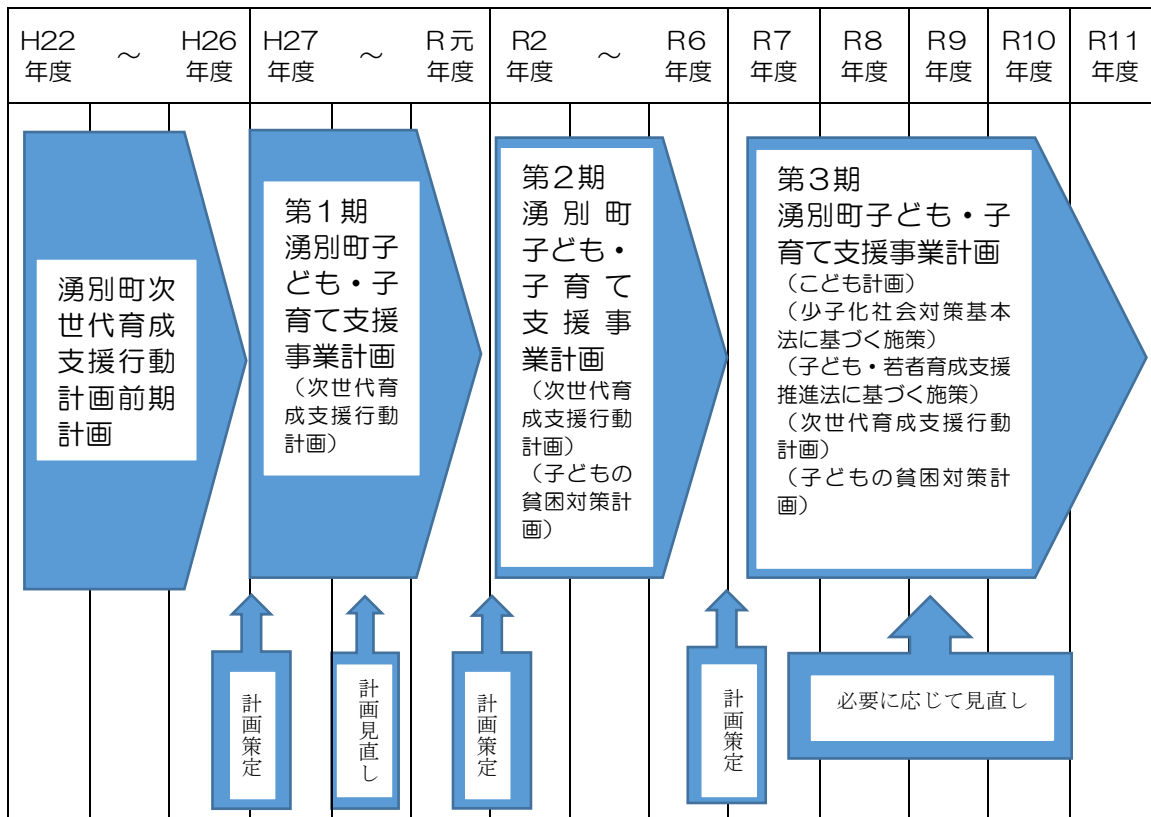 H22 ～ H26 H27 ～ R元 R2 ～ R6 R7 R8 R9 R10 R11
年度 年度 年度 年度 年度 年度 年度 年度 年度 年度 年度
湧別町次
世代育成
支援行動
計画前期
計画
第１期
湧別町子
ども・子
育て支援
事業計画
（次世代育
成支援行動
計画）
第２期
湧別町
子ども・
子育て
支援事
業計画
（次世代育
成支援行動
計画）
（子どもの
貧困対策計
画）
第３期
湧別町子ども・子
育て支援事業計画
（こども計画）
（少子化社会対策基本
法に基づく施策）
（子ども・若者育成支援
推進法に基づく施策）
（次世代育成支援行動
計画）
（子どもの貧困対策計
画）
計画策定
計画見直し
計画策定
計画策定
必要に応じて見直し